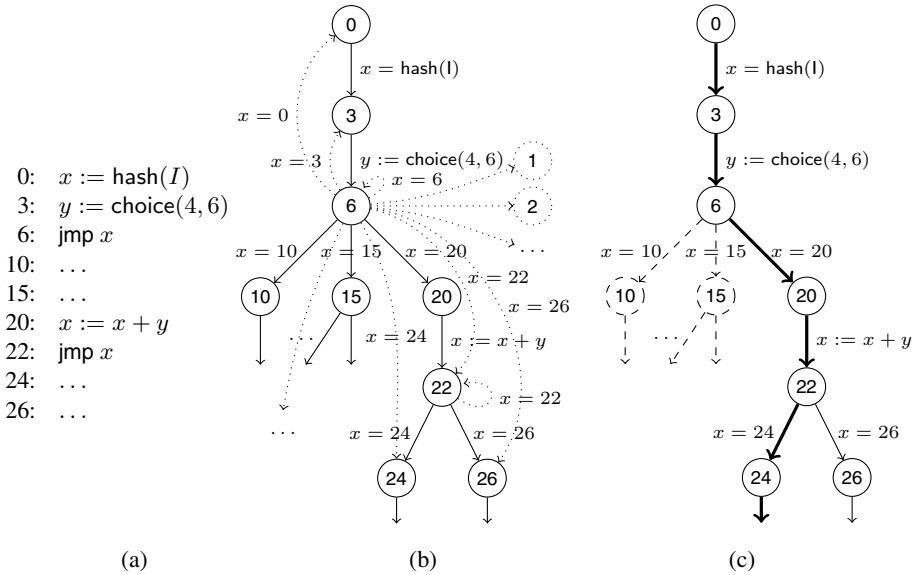 0: x := hash(I)
3: y := choice(4, 6)
6: jmp x
10: ...
15: ...
20: x := x + y
22: jmp x
24: ...
26: ...
(a)
0
x = hash(I)
x = 0
3
x = 3
y := choice(4, 6)
1
x = 6
6
2
...
x = 10
x = 15
x = 20
x = 22
x = 26
10
15
20
...
x = 24
x := x + y
22
x = 22
...
x = 24
x = 26
24
26
(b)
0
x = hash(I)
3
y := choice(4, 6)
6
x = 10
x = 15
x = 20
10
15
20
...
x := x + y
22
x = 24
x = 26
24
26
(c)